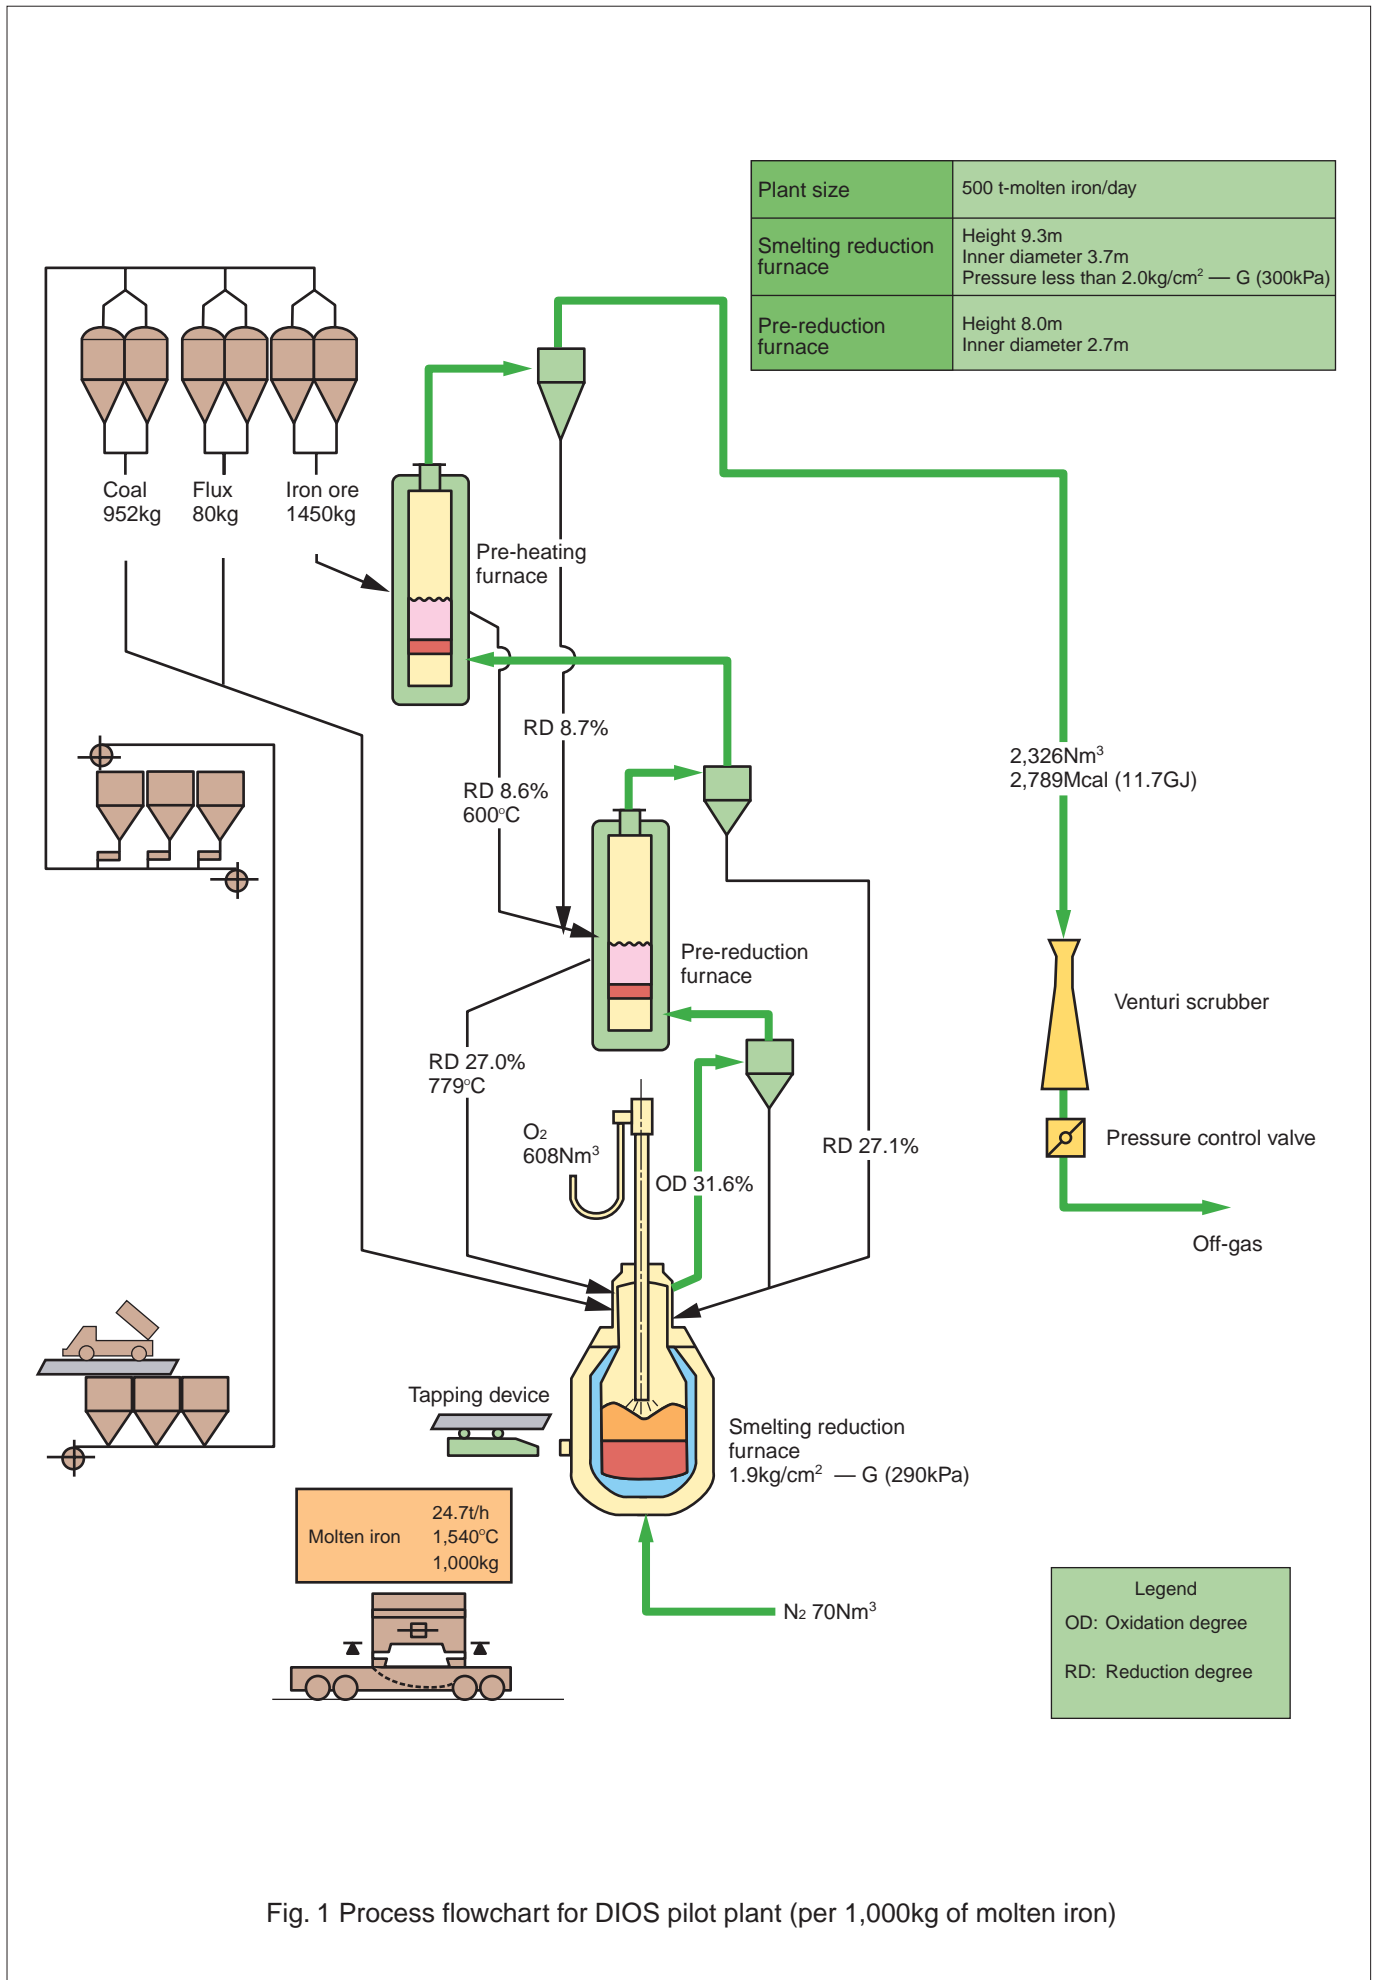 Plant size
500 t-molten iron/day
Smelting reduction
furnace
Height 9.3m
Inner diameter 3.7m
Pressure less than 2.0kg/cm² — G (300kPa)
Pre-reduction
furnace
Height 8.0m
Inner diameter 2.7m
Coal
952kg
Flux
80kg
Iron ore
1450kg
Pre-heating
furnace
RD 8.7%
RD 8.6%
600°C
2,326Nm³
2,789Mcal (11.7GJ)
Pre-reduction
furnace
Venturi scrubber
RD 27.0%
779°C
O₂
608Nm³
OD 31.6%
RD 27.1%
Pressure control valve
Off-gas
Tapping device
Smelting reduction
furnace
1.9kg/cm² — G (290kPa)
Molten iron
24.7t/h
1,540°C
1,000kg
N₂ 70Nm³
Legend
OD: Oxidation degree
RD: Reduction degree
Fig. 1 Process flowchart for DIOS pilot plant (per 1,000kg of molten iron)